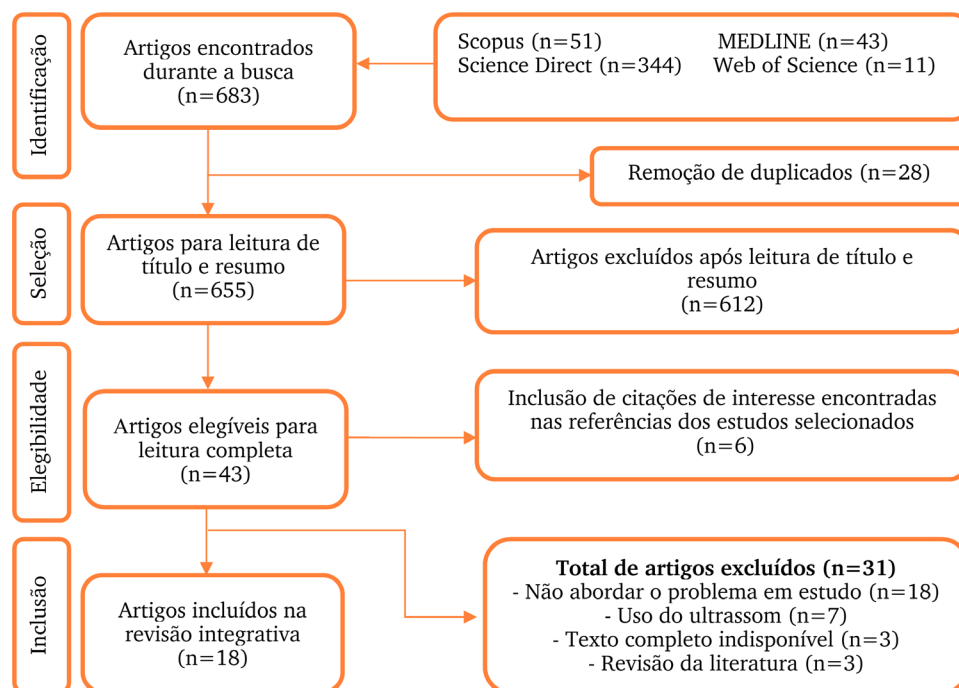 Identificação
Artigos encontrados
durante a busca
(n=683)
Scopus (n=51) MEDLINE (n=43)
Science Direct (n=344) Web of Science (n=11)
Remoção de duplicados (n=28)
Seleção
Artigos para leitura de
título e resumo
(n=655)
Artigos excluídos após leitura de título e
resumo
(n=612)
Elegibilidade
Artigos elegíveis para
leitura completa
(n=43)
Inclusão de citações de interesse encontradas
nas referências dos estudos selecionados
(n=6)
Inclusão
Artigos incluídos na
revisão integrativa
(n=18)
Total de artigos excluídos (n=31)
- Não abordar o problema em estudo (n=18)
- Uso do ultrassom (n=7)
- Texto completo indisponível (n=3)
- Revisão da literatura (n=3)